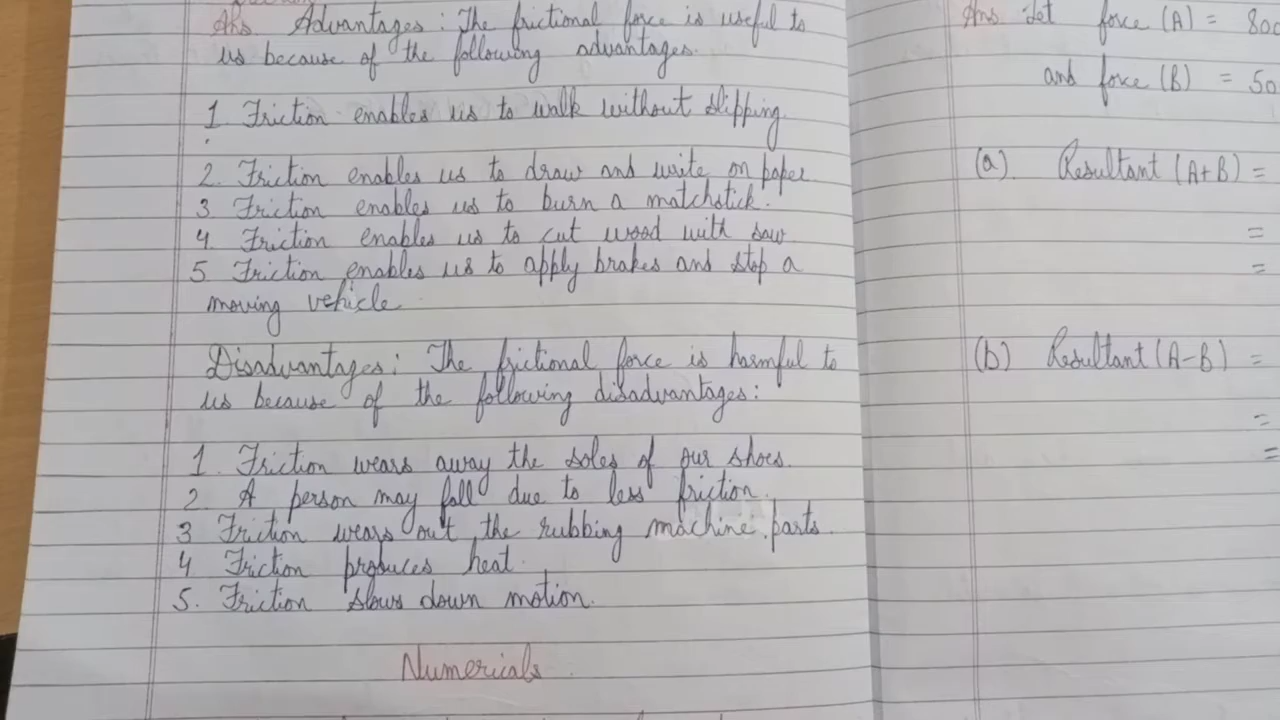 Ans. Advantages : The frictional force is useful to
us because of the following advantages.
1. Friction enables us to walk without slipping.
2. Friction enables us to draw and write on paper
3 Friction enables us to burn a matchstick.
4 Friction enables us to cut wood with saw
5. Friction enables us to apply brakes and stop a
moving vehicle
Disadvantages : The frictional force is harmful to
us because of the following disadvantages :
1. Friction wears away the soles of our shoes.
2. A person may fall due to less friction.
3 Friction wears out the rubbing machine parts.
4 Friction produces heat.
5. Friction slows down motion.
Numericals
Ans Let force (A) =
and force (B) = 50
(a) Resultant (A+B) =
=
=
(b) Resultant (A-B) =
=
=